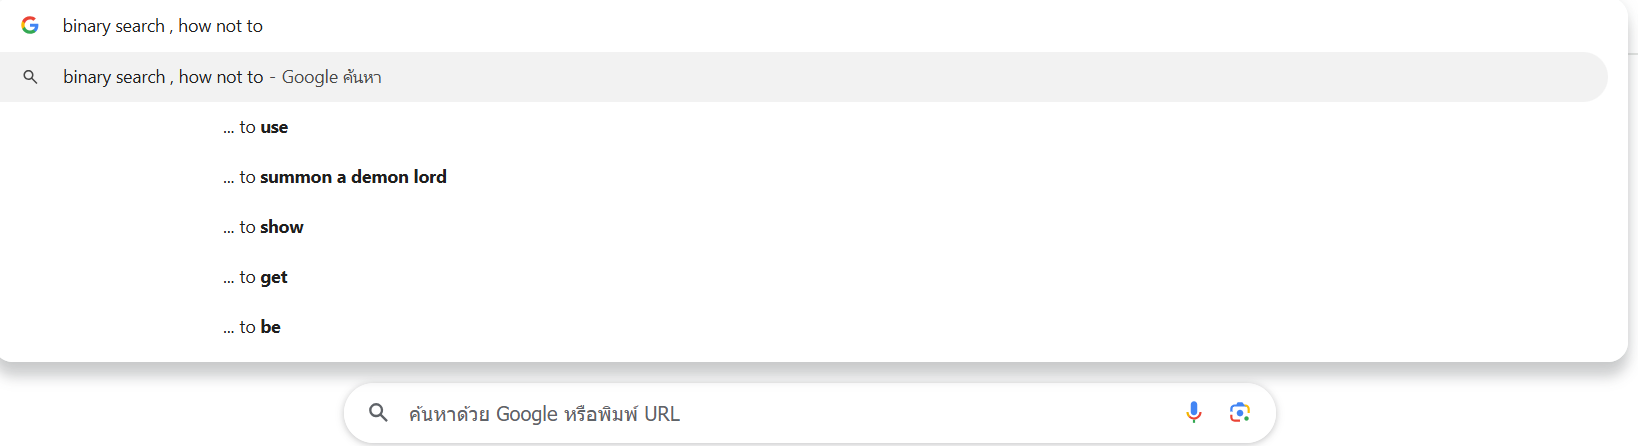 binary search , how not to
binary search , how not to - Google ค้นหา
... to use
... to summon a demon lord
... to show
... to get
... to be
ค้นหาด้วย Google หรือพิมพ์ URL